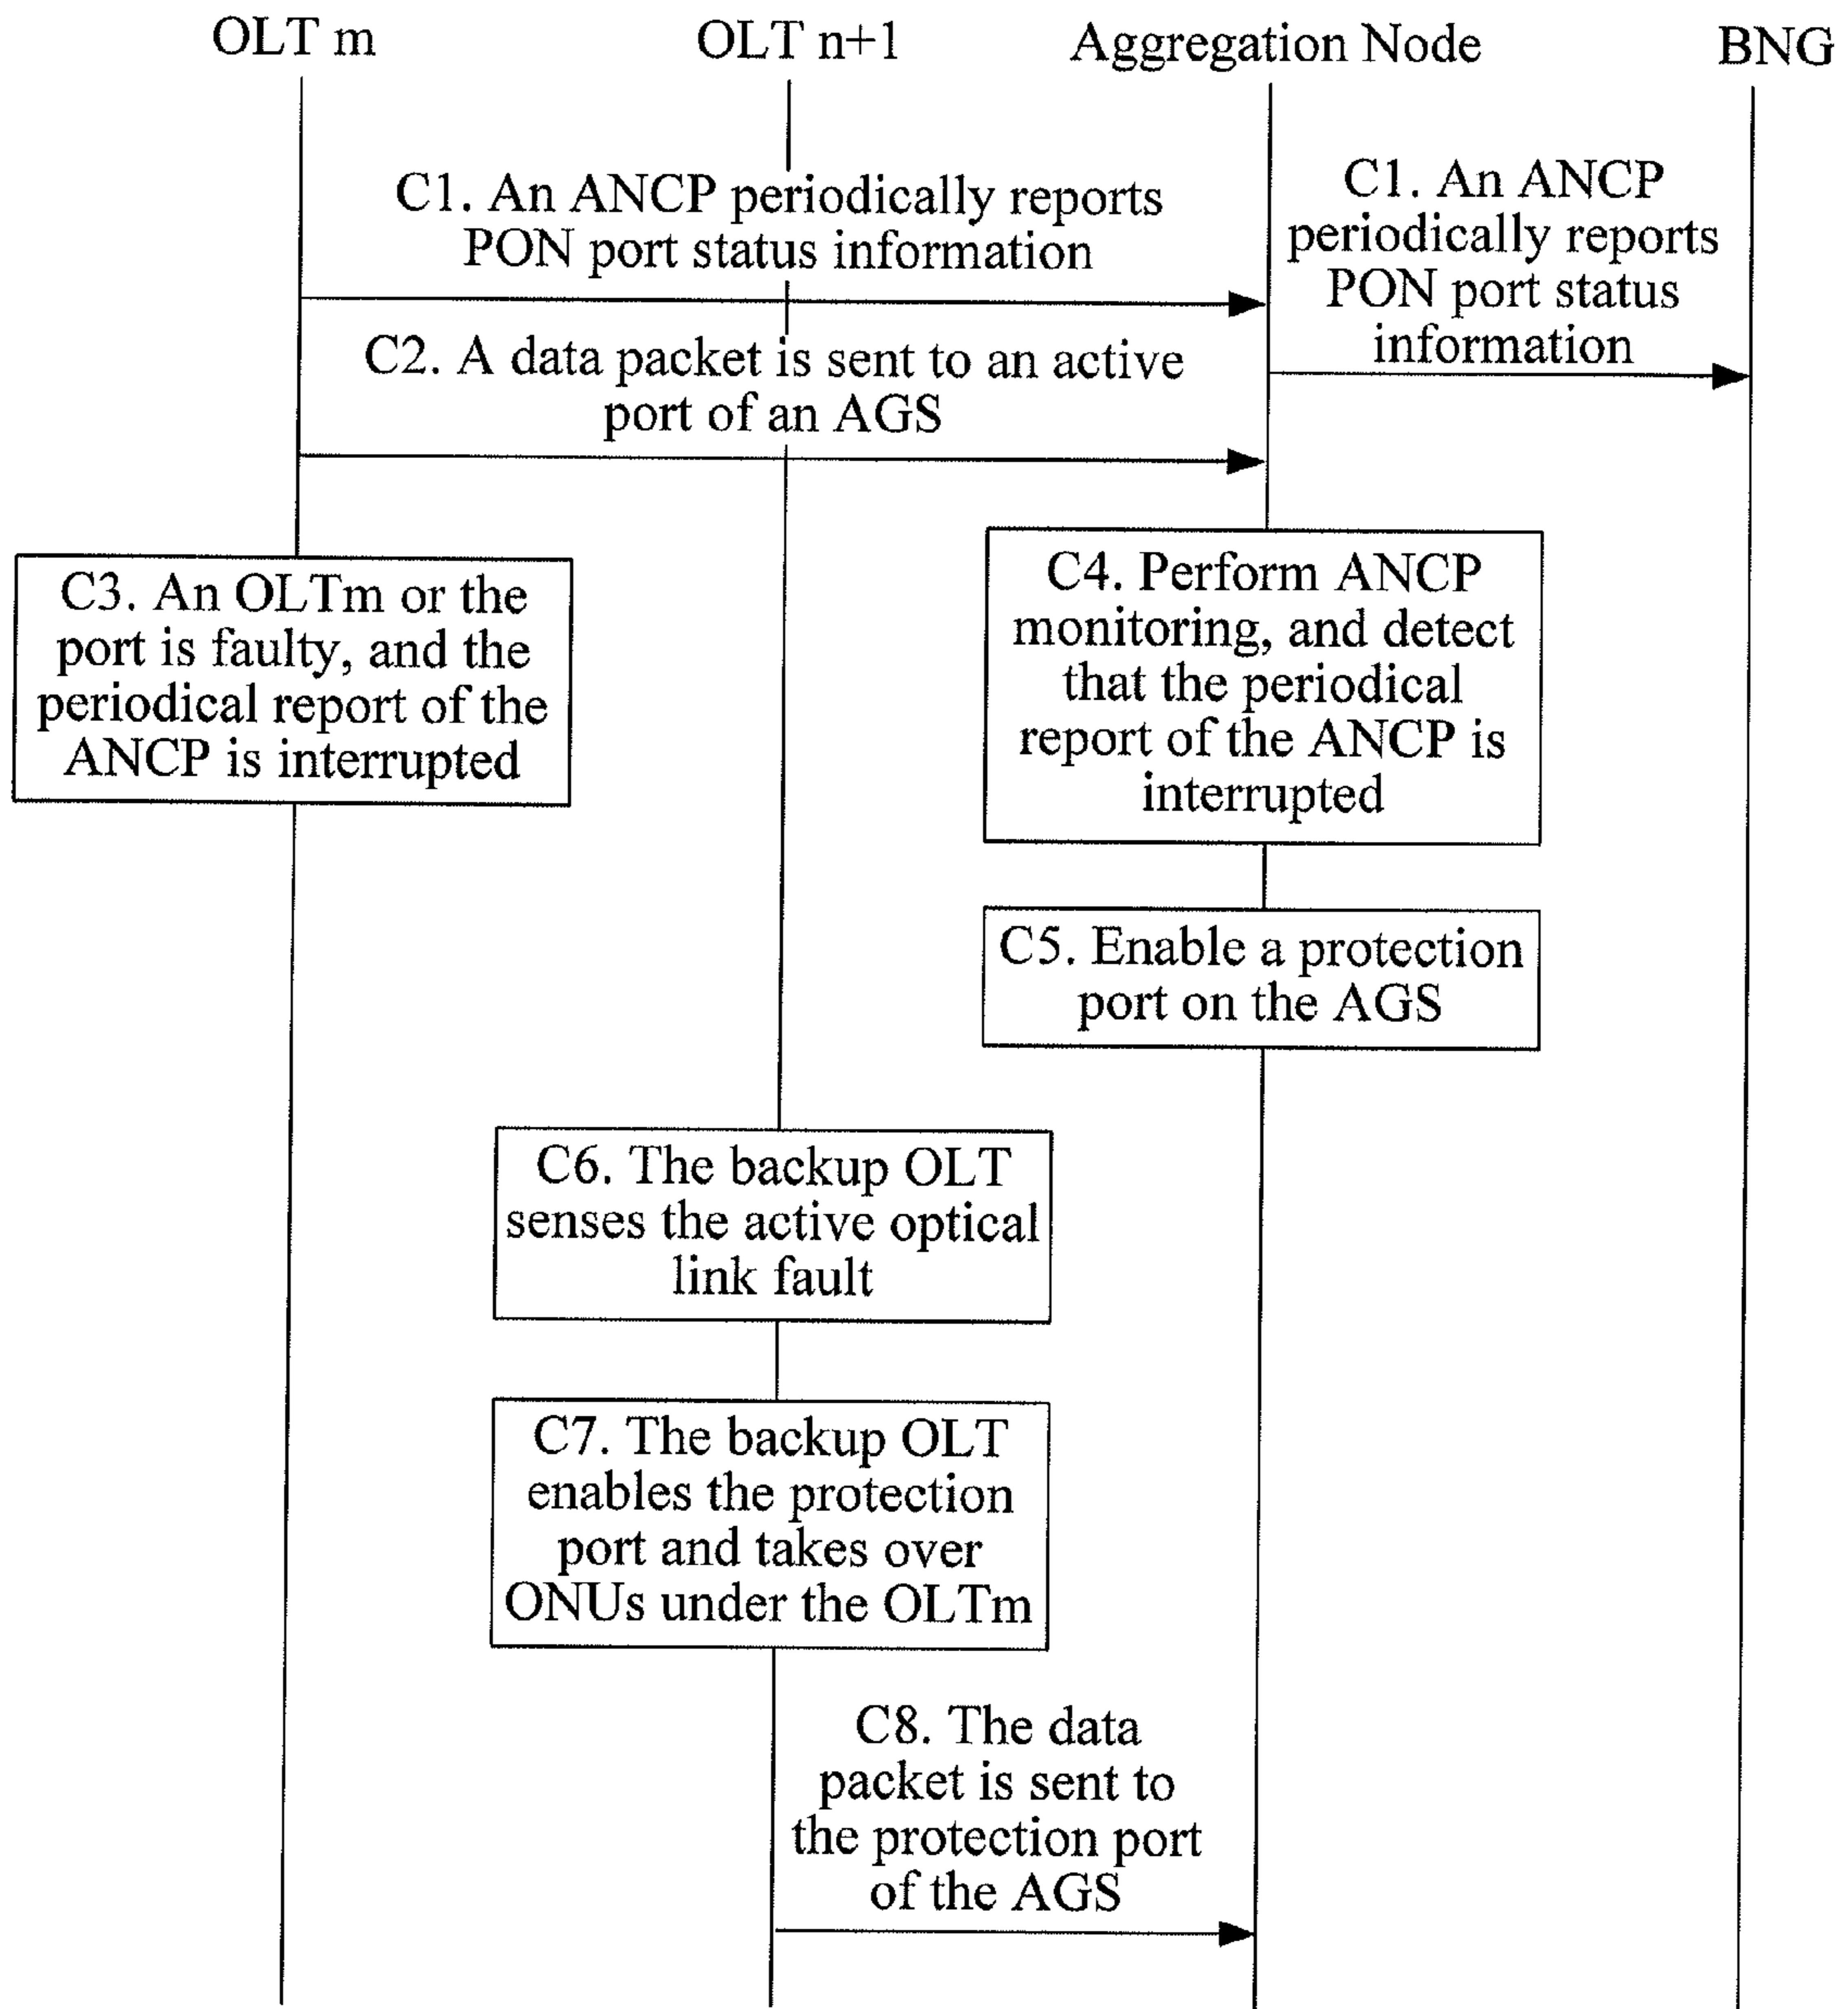 OLT m
OLT n+1
Aggregation Node
BNG
C1. An ANCP periodically reports
PON port status information
C1. An ANCP
periodically reports
PON port status
information
C2. A data packet is sent to an active
port of an AGS
C3. An OLTm or the
port is faulty, and the
periodical report of the
ANCP is interrupted
C4. Perform ANCP
monitoring, and detect
that the periodical
report of the ANCP is
interrupted
C5. Enable a protection
port on the AGS
C6. The backup OLT
senses the active optical
link fault
C7. The backup OLT
enables the protection
port and takes over
ONUs under the OLTm
C8. The data
packet is sent to
the protection port
of the AGS